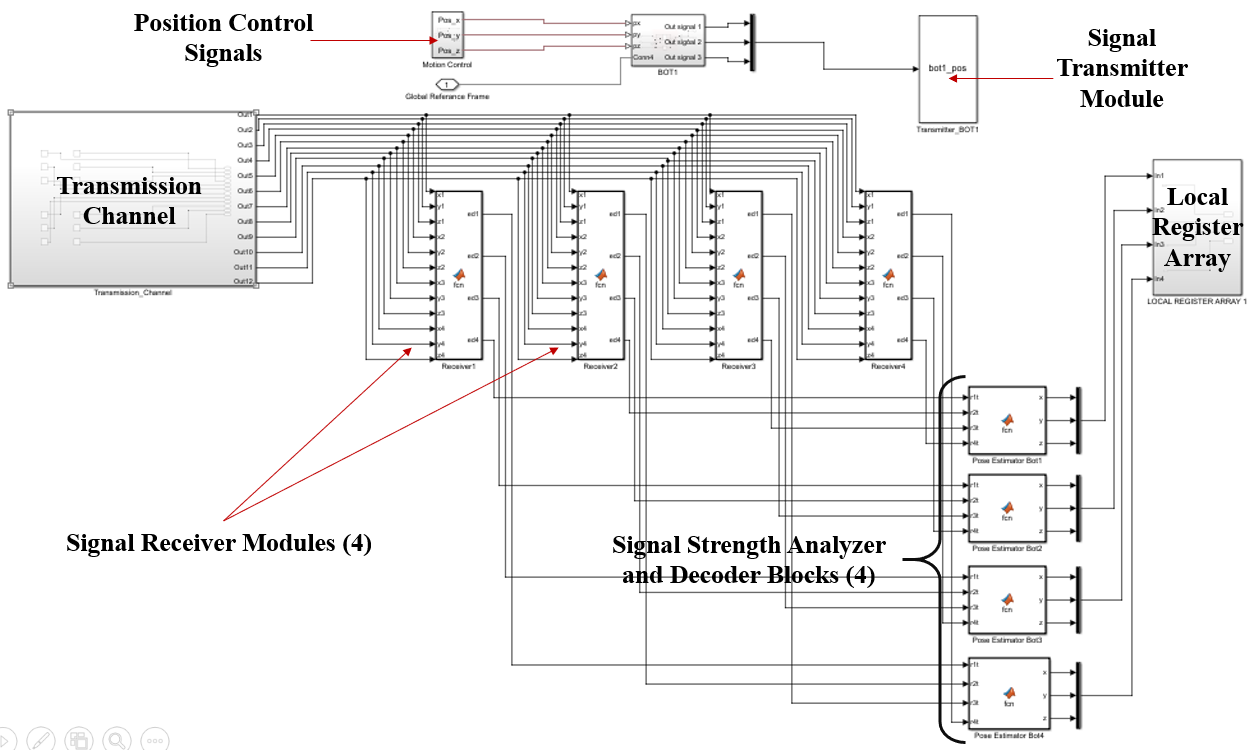 Position Control
Signals
Pos_x
Pos_y
Pos_z
Motion Control
1
Global Referance Frame
px
py
pz
Conn4
Out signal 1
Out signal 2
Out signal 3
BOT1
bot1_pos
Transmitter_BOT1
Signal
Transmitter
Module
Transmission
Channel
Out1
Out2
Out3
Out4
Out5
Out6
Out7
Out8
Out9
Out10
Out11
Out12
Transmission_Channel
x1
y1
z1
x2
y2
z2
x3
y3
z3
x4
y4
z4
fcn
ed1
ed2
ed3
ed4
Receiver1
x1
y1
z1
x2
y2
z2
x3
y3
z3
x4
y4
z4
fcn
ed1
ed2
ed3
ed4
Receiver2
x1
y1
z1
x2
y2
z2
x3
y3
z3
x4
y4
z4
fcn
ed1
ed2
ed3
ed4
Receiver3
x1
y1
z1
x2
y2
z2
x3
y3
z3
x4
y4
z4
fcn
ed1
ed2
ed3
ed4
Receiver4
In1
In2
In3
In4
Local
Register
Array
LOCAL REGISTER ARRAY 1
Signal Receiver Modules (4)
Signal Strength Analyzer
and Decoder Blocks (4)
r1t
r2t
r3t
r4t
fcn
x
y
z
Pose Estimator Bot1
r1t
r2t
r3t
r4t
fcn
x
y
z
Pose Estimator Bot2
r1t
r2t
r3t
r4t
fcn
x
y
z
Pose Estimator Bot3
r1t
r2t
r3t
r4t
fcn
x
y
z
Pose Estimator Bot4